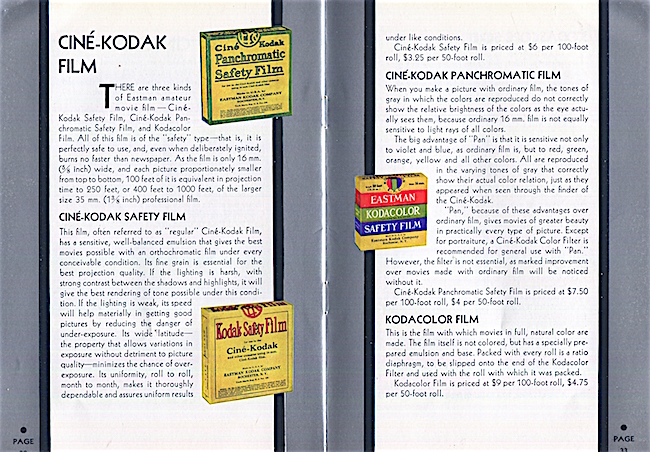 CINÉ-KODAK
FILM
THERE are three kinds
of Eastman amateur
movie film — Ciné-
Kodak Safety Film, Ciné-Kodak Pan-
chromatic Safety Film, and Kodacolor
Film. All of this film is of the "safety" type—that is, it is
perfectly safe to use, and, even when deliberately ignited,
burns no faster than newspaper. As the film is only 16 mm.
(⅝ inch) wide, and each picture proportionately smaller
from top to bottom, 100 feet of it is equivalent in projection
time to 250 feet, or 400 feet to 1000 feet, of the larger
size 35 mm. (1⅜ inch) professional film.
CINÉ-KODAK SAFETY FILM
This film, often referred to as "regular" Ciné-Kodak Film,
has a sensitive, well-balanced emulsion that gives the best
movies possible with an orthochromatic film under every
conceivable condition. Its fine grain is essential for the
best projection quality. If the lighting is harsh, with
strong contrast between the shadows and highlights, it will
give the best rendering of tone possible under this condi-
tion. If the lighting is weak, its speed
will help materially in getting good
pictures by reducing the danger of
under-exposure. Its wide latitude—
the property that allows variations in
exposure without detriment to picture
quality—minimizes the chance of over-
exposure. Its uniformity, roll to roll,
month to month, makes it thoroughly
dependable and assures uniform results
Ciné Kodak
Panchromatic
Safety Film
EASTMAN KODAK COMPANY
Kodak's Safety Film
Ciné-Kodak
EASTMAN KODAK COMPANY
ROCHESTER, N.Y.
PAGE
under like conditions.
Ciné-Kodak Safety Film is priced at $6 per 100-foot
roll, $3.25 per 50-foot roll.
CINÉ-KODAK PANCHROMATIC FILM
When you make a picture with ordinary film, the tones of
gray in which the colors are reproduced do not correctly
show the relative brightness of the colors as the eye actu-
ally sees them, because ordinary 16 mm. film is not equally
sensitive to light rays of all colors.
The big advantage of "Pan" is that it is sensitive not only
to violet and blue, as ordinary film is, but to red, green,
orange, yellow and all other colors. All are reproduced
in the varying tones of gray that correctly
show their actual color relation, just as they
appeared when seen through the finder of
the Ciné-Kodak.
"Pan," because of these advantages over
ordinary film, gives movies of greater beauty
in practically every type of picture. Except
for portraiture, a Ciné-Kodak Color Filter is
recommended for general use with "Pan."
However, the filter is not essential, as marked improvement
over movies made with ordinary film will be noticed
without it.
Ciné-Kodak Panchromatic Safety Film is priced at $7.50
per 100-foot roll, $4 per 50-foot roll.
EASTMAN
KODACOLOR
SAFETY FILM
Eastman Kodak Company
Rochester, N.Y.
KODACOLOR FILM
This is the film with which movies in full, natural color are
made. The film itself is not colored, but has a specially pre-
pared emulsion and base. Packed with every roll is a ratio
diaphragm, to be slipped onto the end of the Kodacolor
Filter and used with the roll with which it was packed.
Kodacolor Film is priced at $9 per 100-foot roll, $4.75
per 50-foot roll.
PAGE